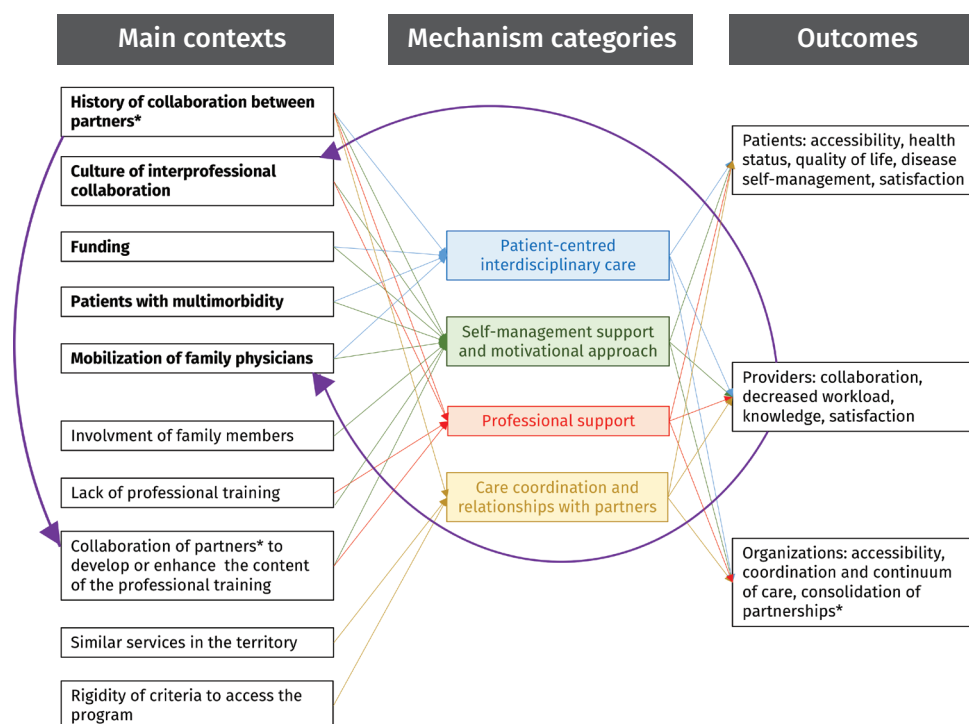 Main contexts
Mechanism categories
Outcomes
History of collaboration between
partners*
Culture of interprofessional
collaboration
Funding
Patients with multimorbidity
Mobilization of family physicians
Involvment of family members
Lack of professional training
Collaboration of partners* to
develop or enhance the content
of the professional training
Similar services in the territory
Rigidity of criteria to access the
program
Patient-centred
interdisciplinary care
Self-management support
and motivational approach
Professional support
Care coordination and
relationships with partners
Patients: accessibility, health
status, quality of life, disease
self-management, satisfaction
Providers: collaboration,
decreased workload,
knowledge, satisfaction
Organizations: accessibility,
coordination and continuum
of care, consolidation of
partnerships*